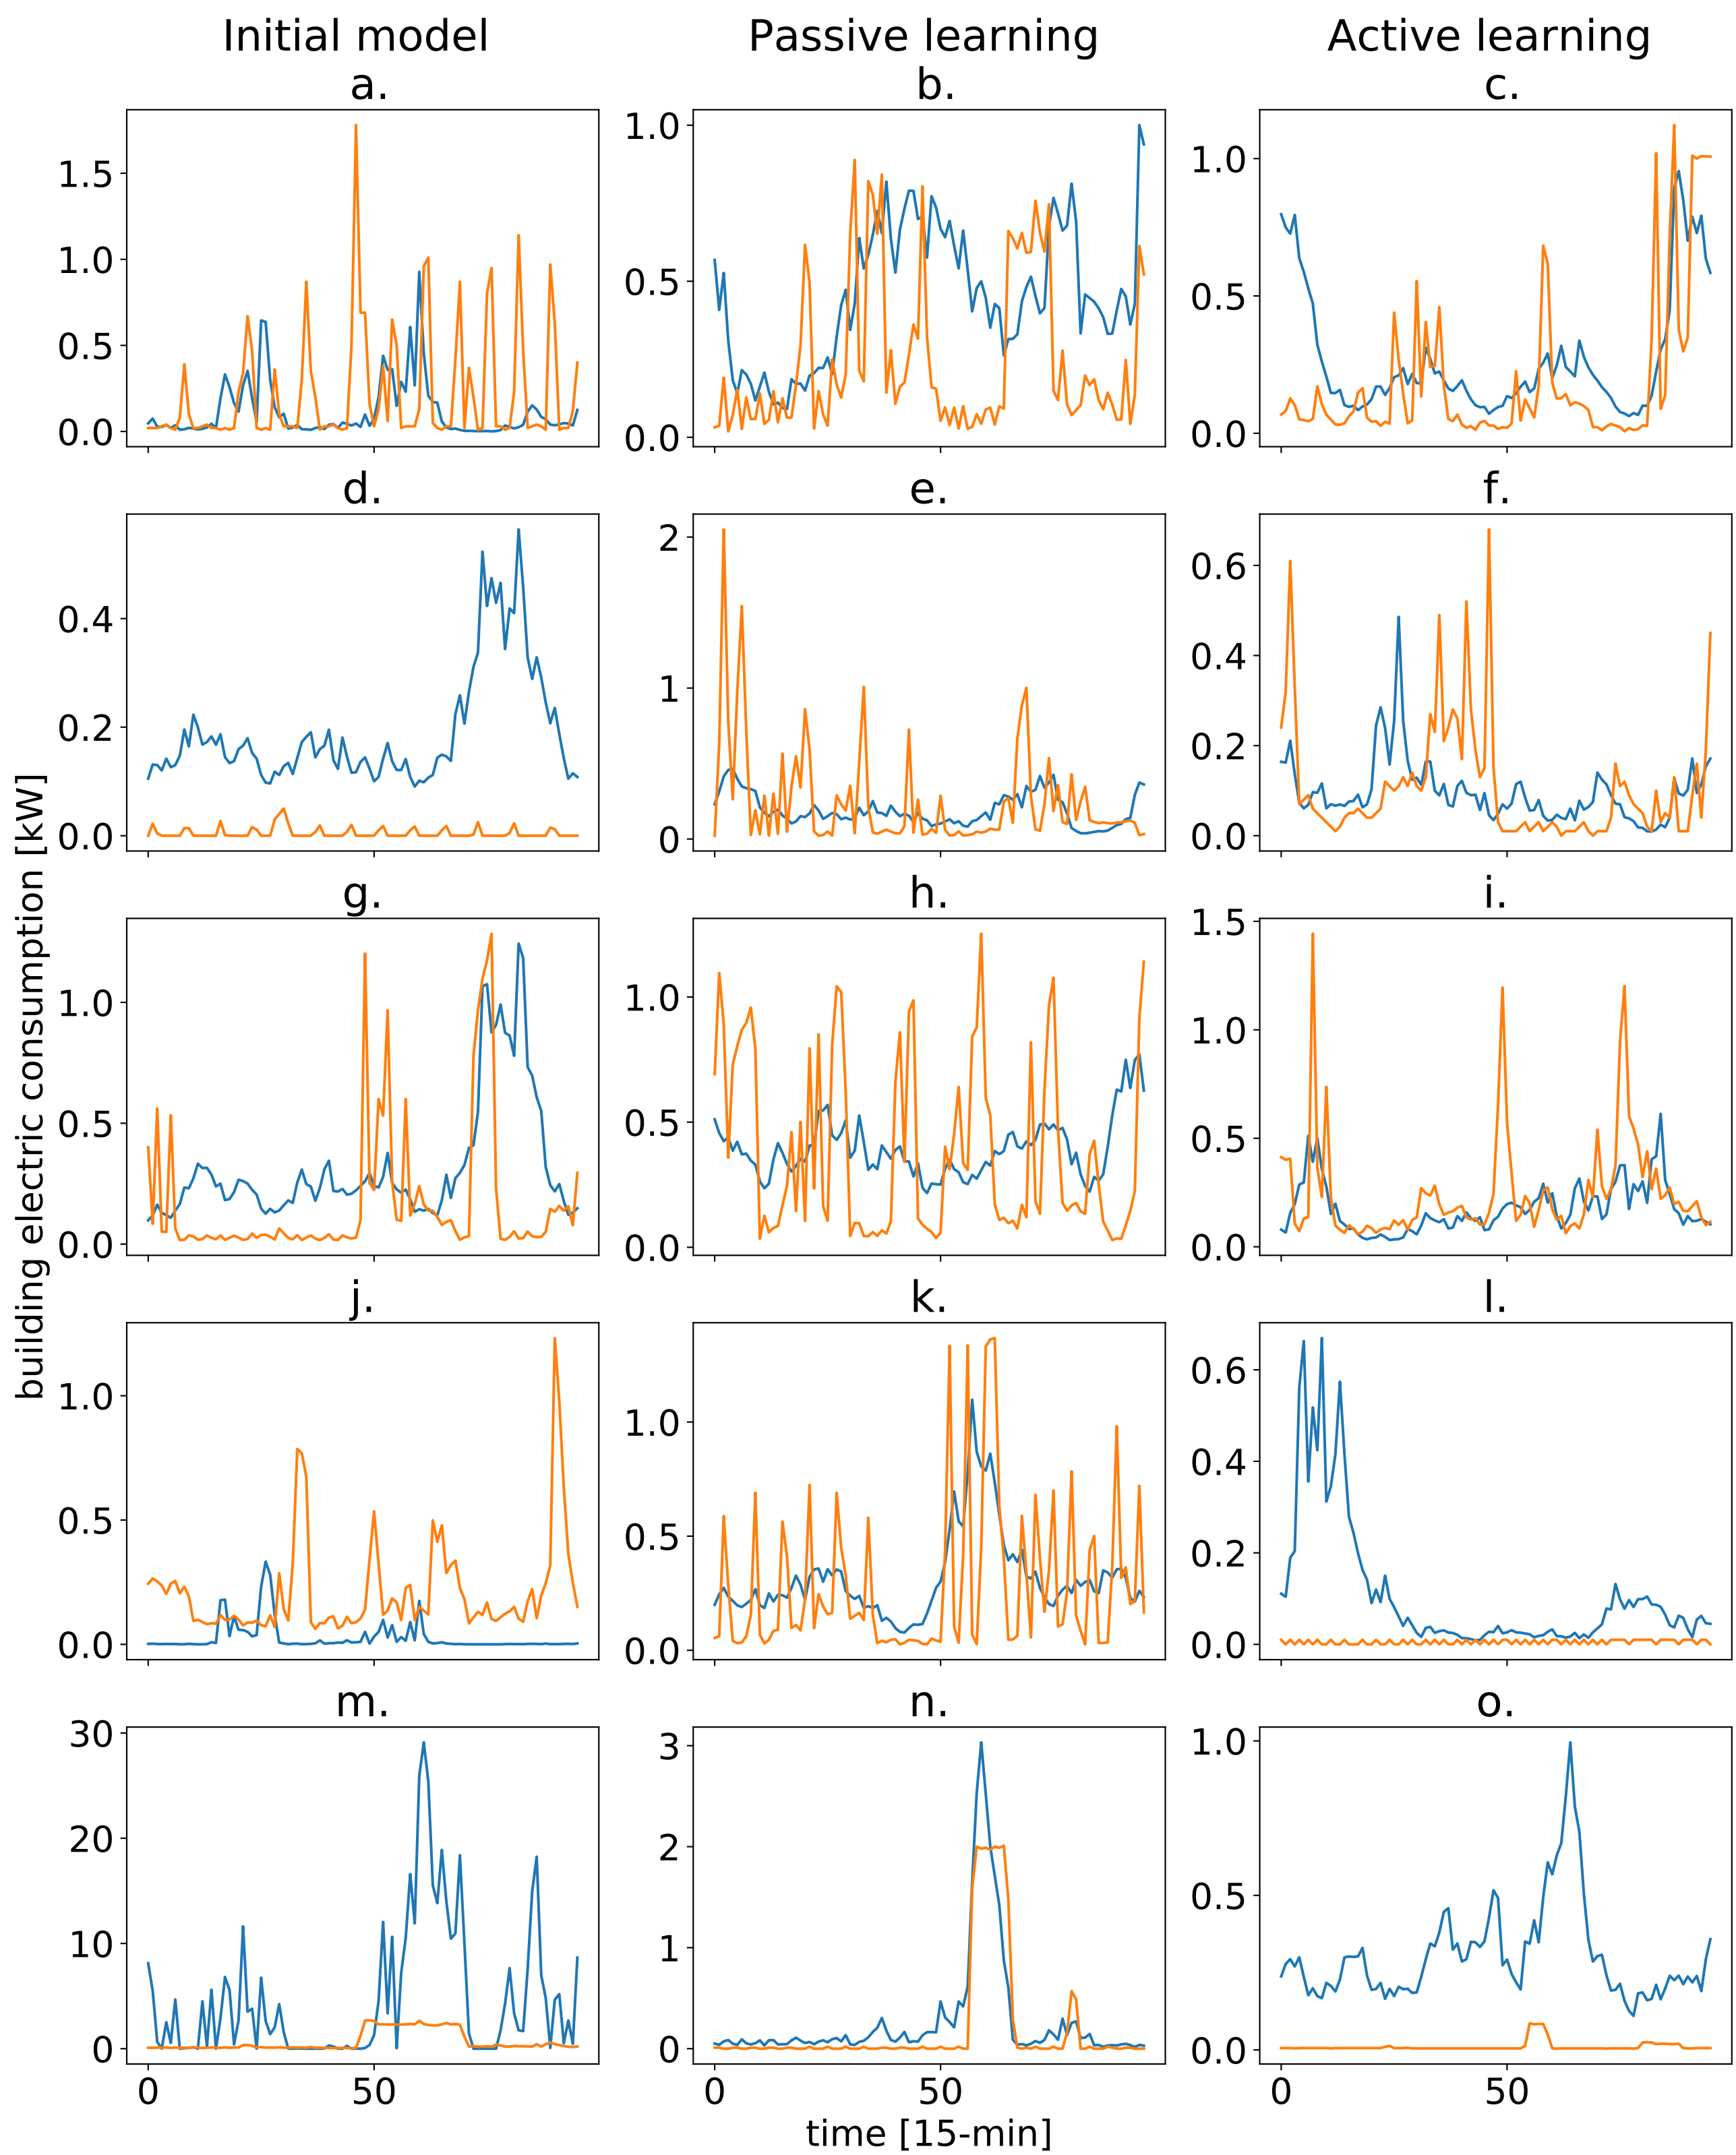 Initial model
Passive learning
Active learning
a.
b.
c.
1.5
1.0
0.5
0.0
1.0
0.5
0.0
1.0
0.5
0.0
d.
e.
f.
0.4
0.2
0.0
2
1
0
0.6
0.4
0.2
0.0
g.
h.
i.
1.0
0.5
0.0
1.0
0.5
0.0
1.5
1.0
0.5
0.0
building electric consumption [kW]
j.
k.
l.
1.0
0.5
0.0
1.0
0.5
0.0
0.6
0.4
0.2
0.0
m.
n.
o.
30
20
10
0
3
2
1
0
1.0
0.5
0.0
0
50
0
50
0
50
time [15-min]